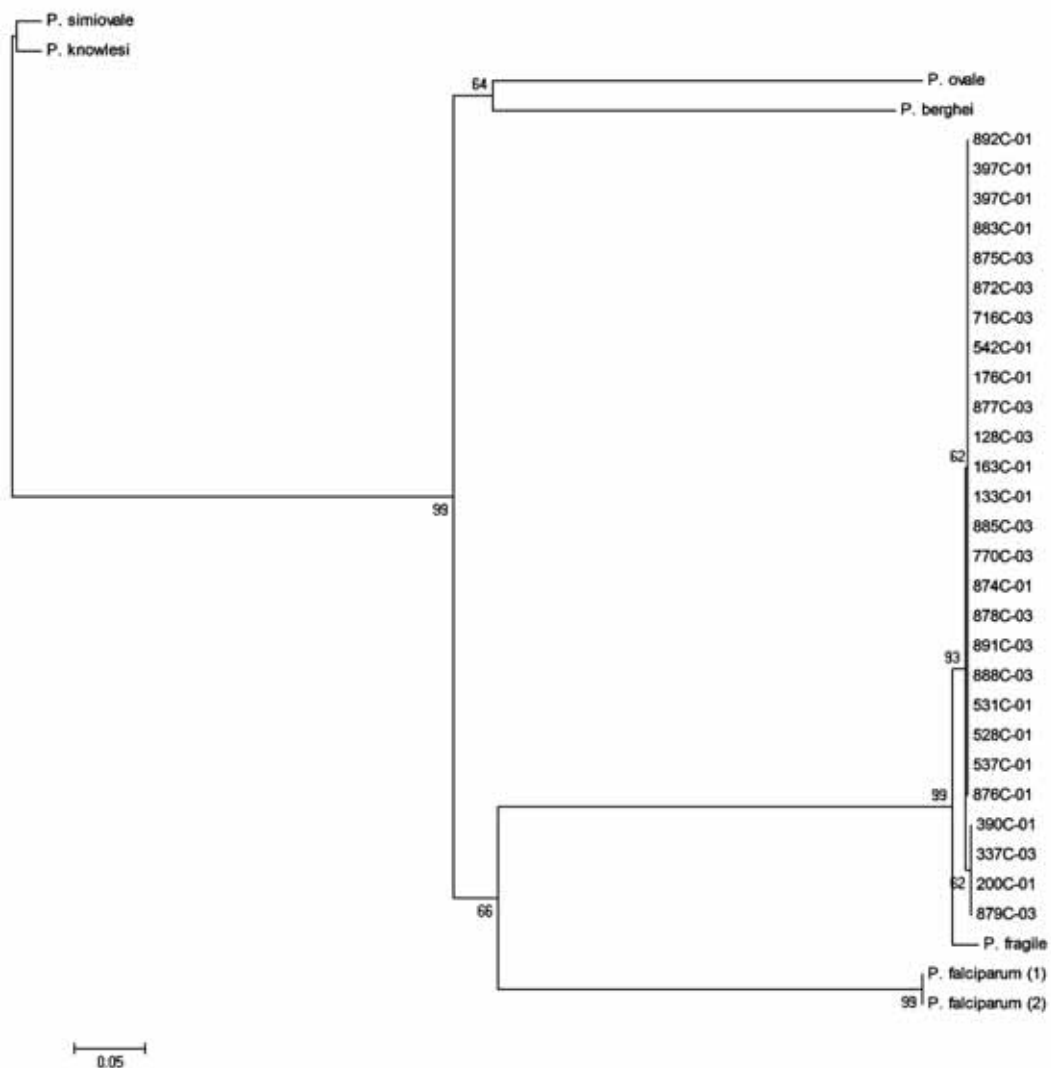 P. simiovale
P. knowlesi
P. ovale
64
P. berghei
892C-01
397C-01
397C-01
883C-01
875C-03
872C-03
716C-03
542C-01
176C-01
877C-03
128C-03
62
163C-01
133C-01
99
885C-03
770C-03
874C-01
878C-03
891C-03
93
888C-03
531C-01
528C-01
537C-01
99
876C-01
390C-01
337C-03
62
200C-01
66
879C-03
P. fragile
P. falciparum (1)
99
P. falciparum (2)
0.05